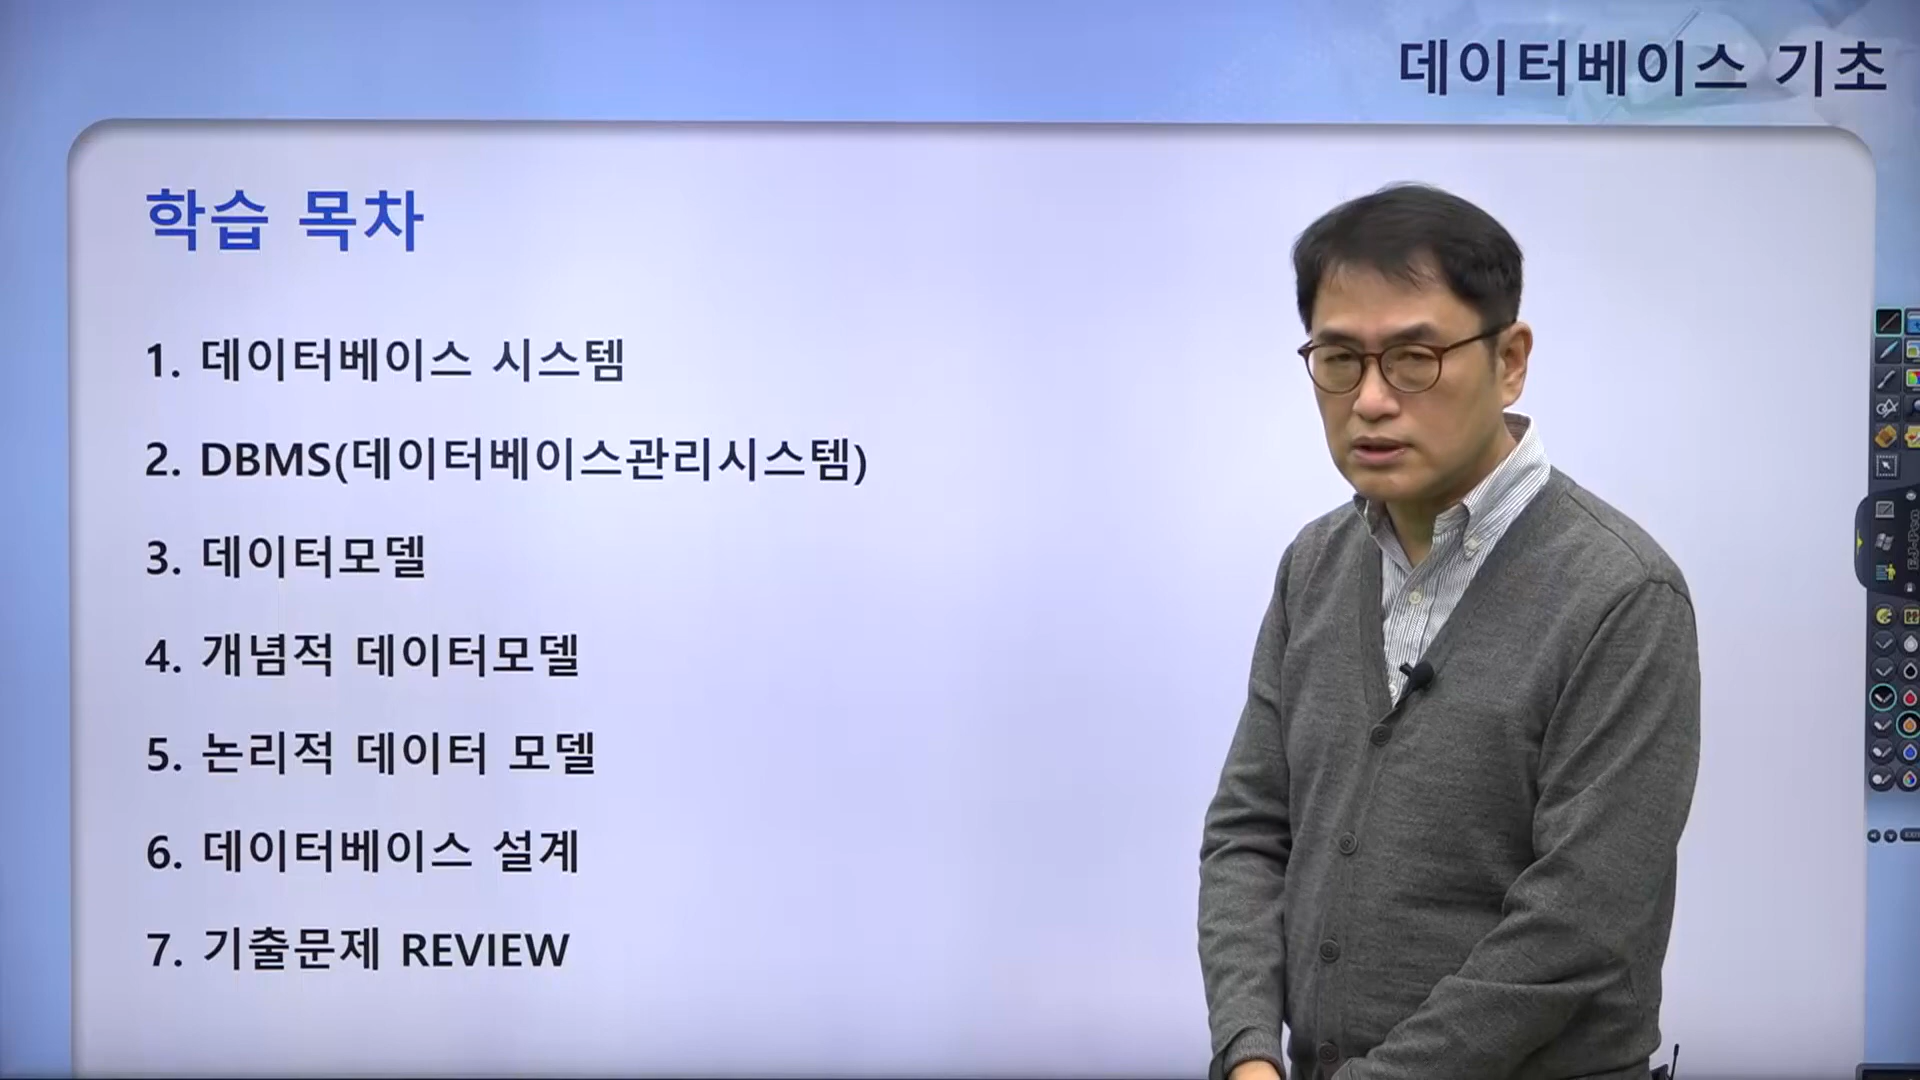 데이터베이스 기초
학습 목차
1. 데이터베이스 시스템
2. DBMS(데이터베이스관리시스템)
3. 데이터모델
4. 개념적 데이터모델
5. 논리적 데이터 모델
6. 데이터베이스 설계
7. 기출문제 REVIEW